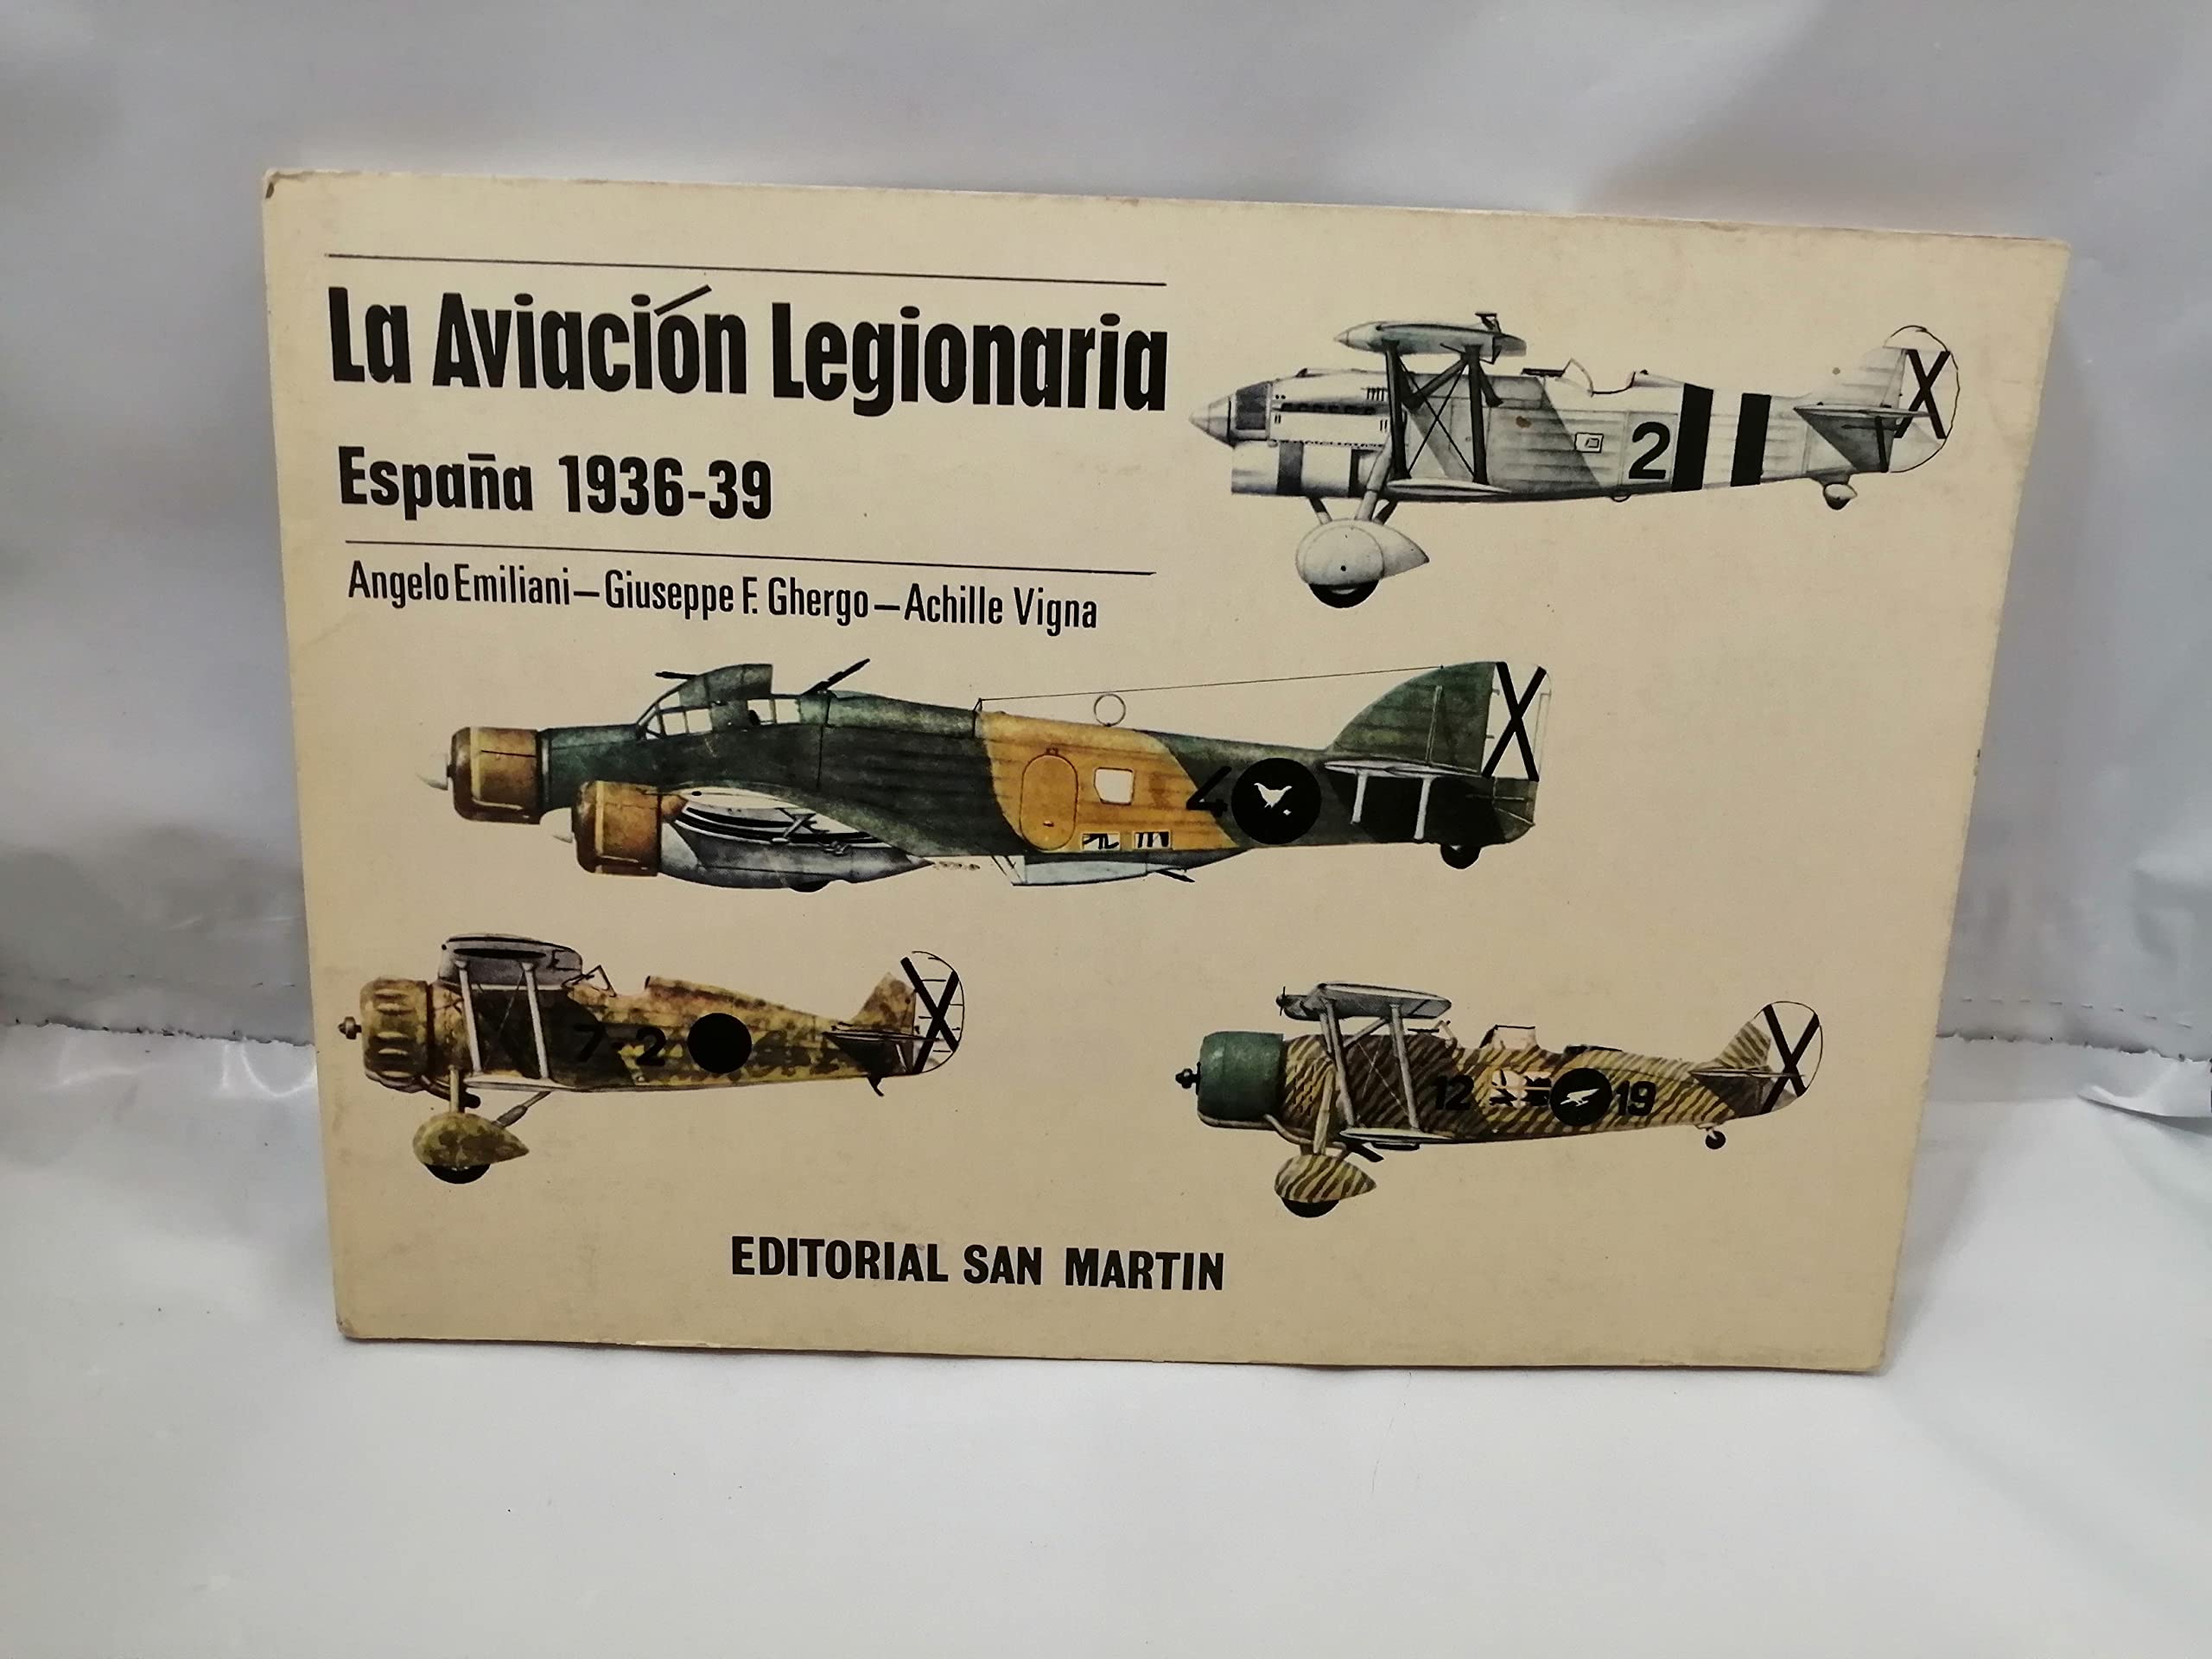 La Aviación Legionaria
España 1936-39
Angelo Emiliani—Giuseppe F. Ghergo—Achille Vigna
2
4
7-2
12 19
EDITORIAL SAN MARTIN